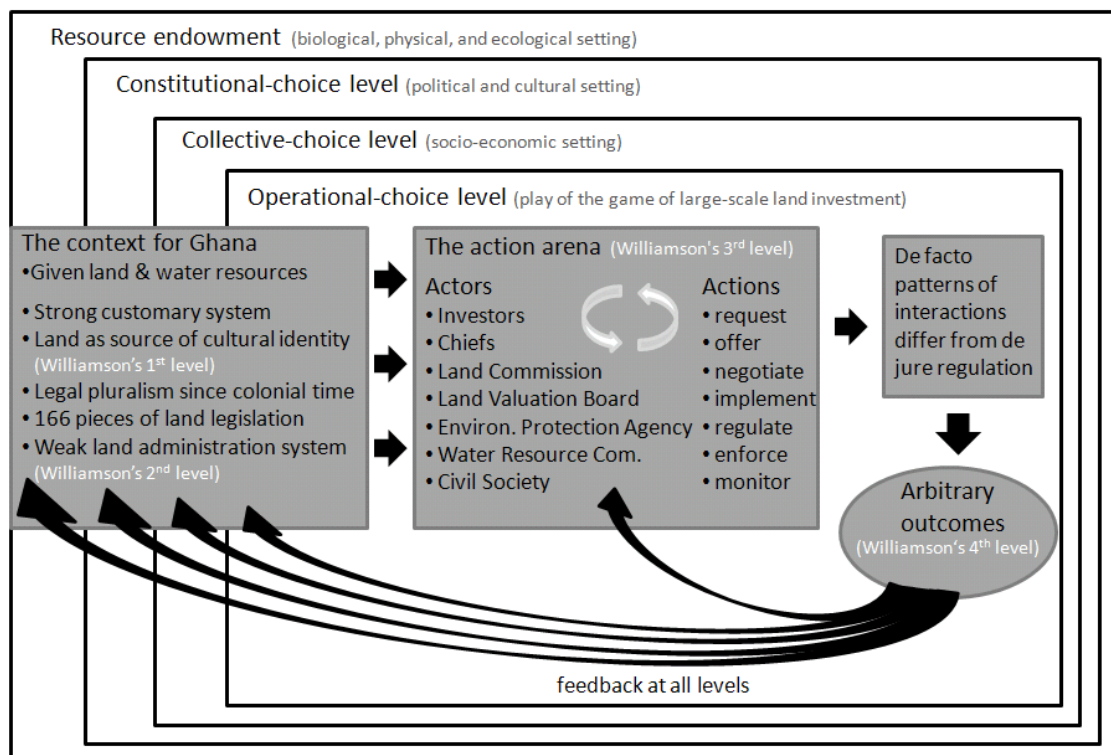 Resource endowment (biological, physical, and ecological setting)
Constitutional-choice level (political and cultural setting)
Collective-choice level (socio-economic setting)
Operational-choice level (play of the game of large-scale land investment)
The context for Ghana
•Given land & water resources
• Strong customary system
• Land as source of cultural identity
(Williamson's 1st level)
• Legal pluralism since colonial time
• 166 pieces of land legislation
• Weak land administration system
(Williamson's 2nd level)
The action arena (Williamson's 3rd level)
Actors
• Investors
• Chiefs
• Land Commission
• Land Valuation Board
• Environ. Protection Agency
• Water Resource Com.
• Civil Society
Actions
• request
• offer
• negotiate
• implement
• regulate
• enforce
• monitor
De facto
patterns of
interactions
differ from de
jure regulation
Arbitrary
outcomes
(Williamson‘s 4th level)
feedback at all levels